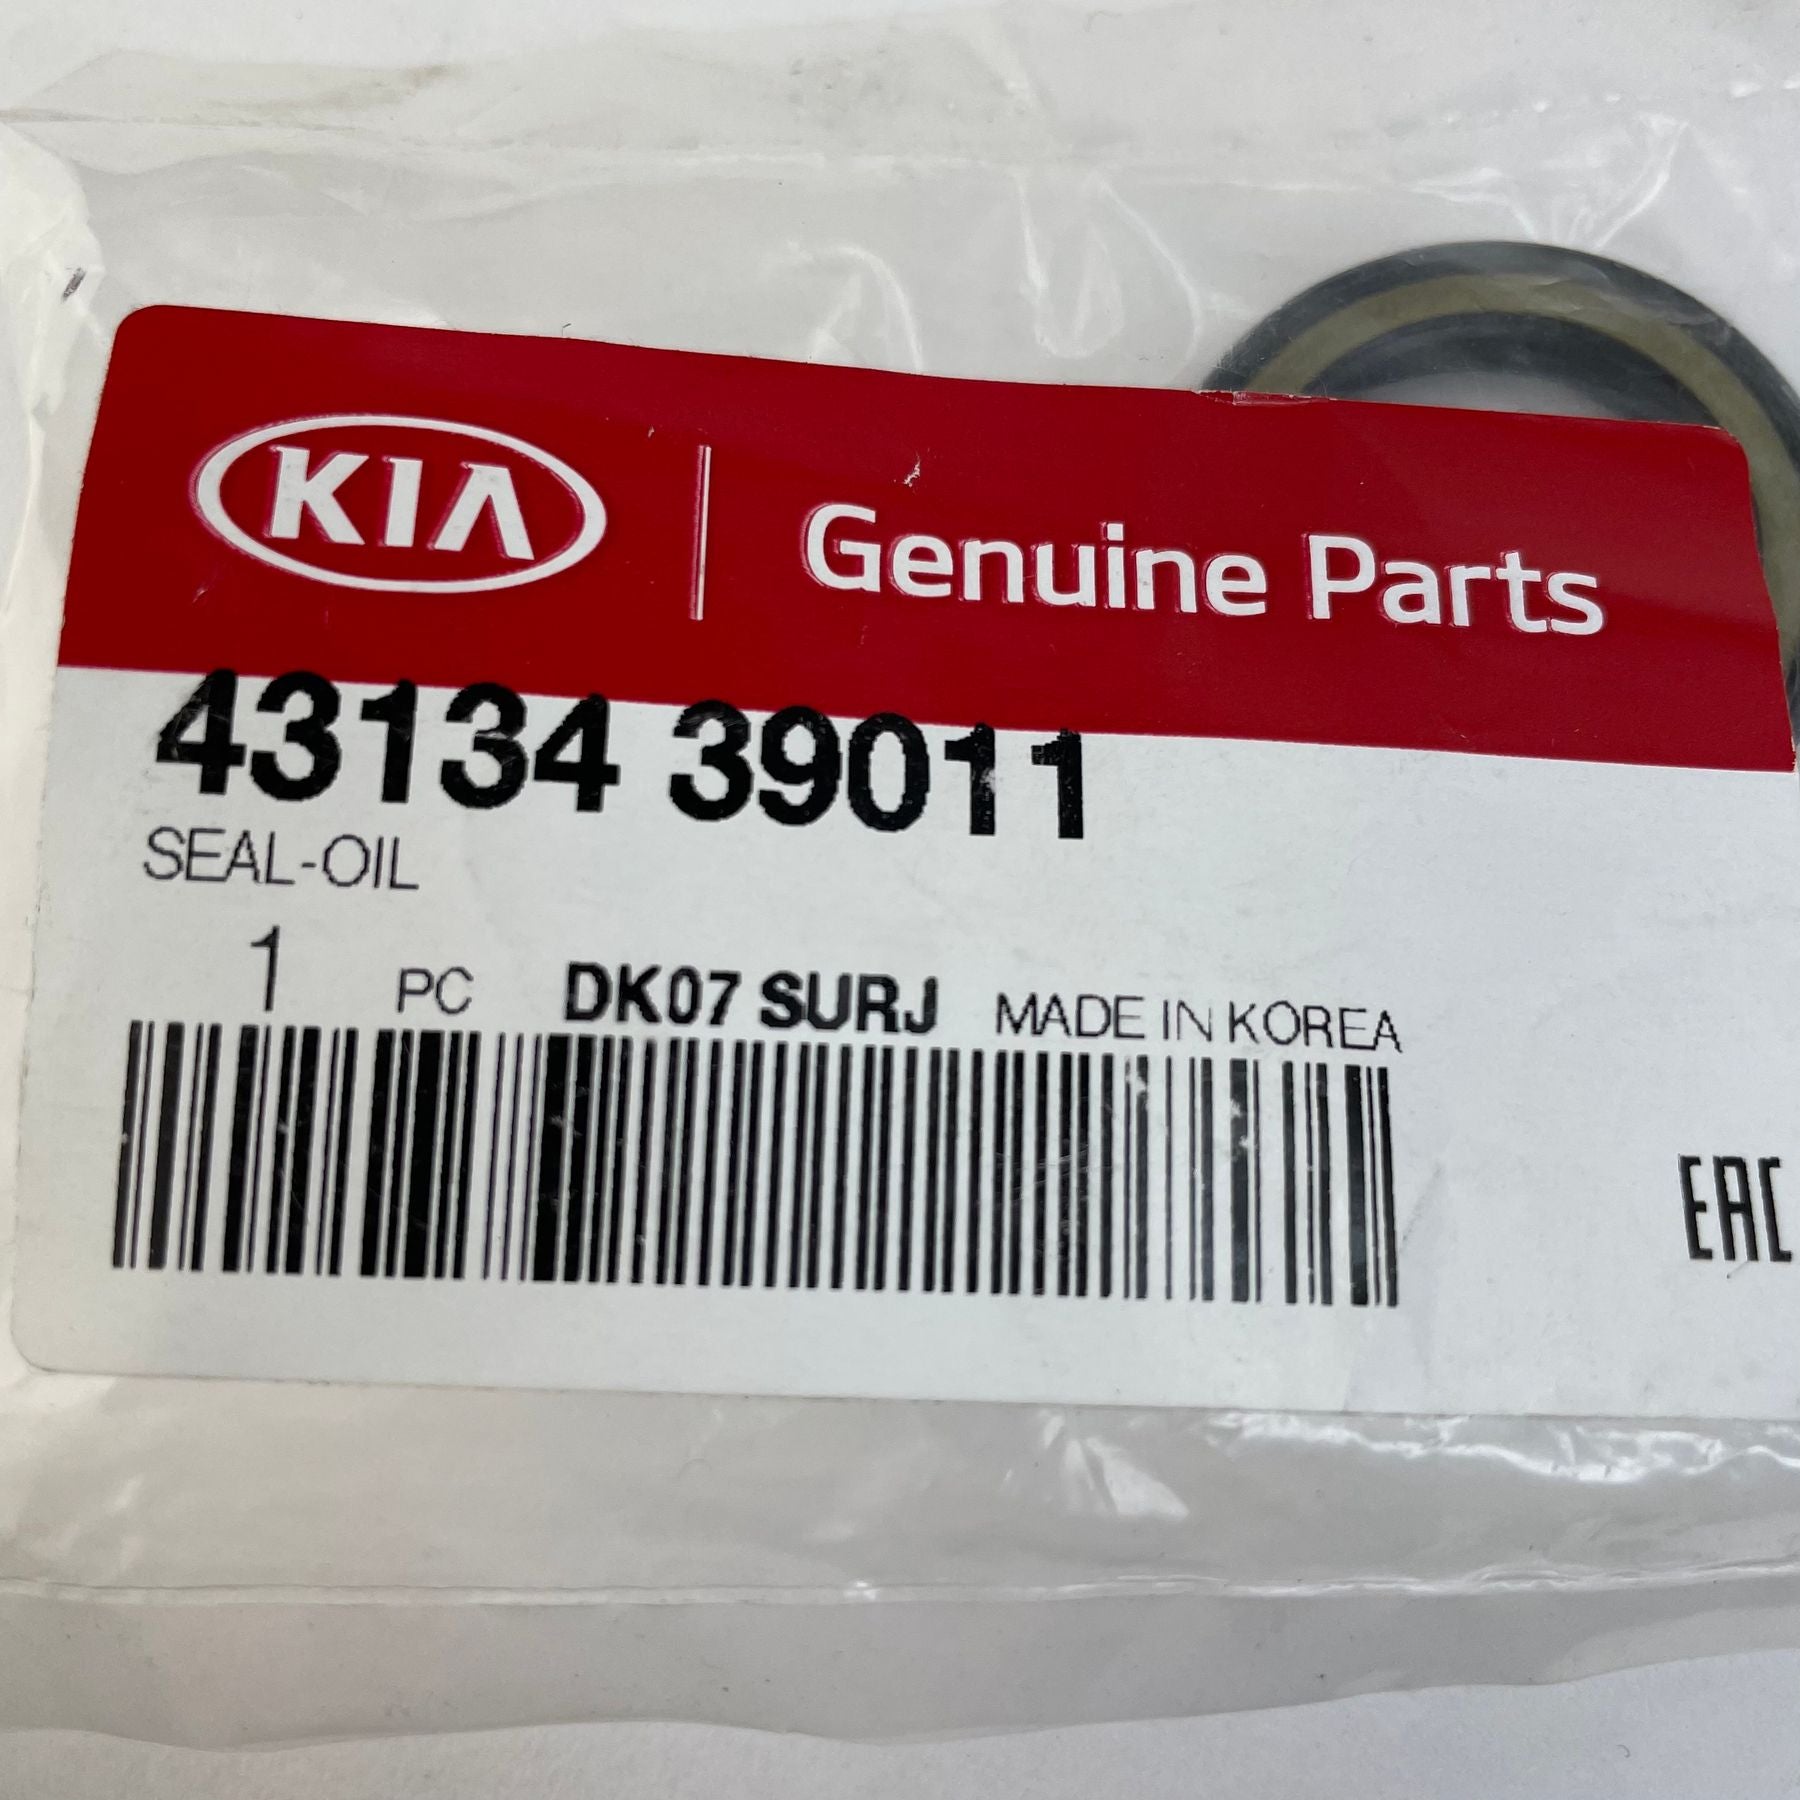 KIA Genuine Parts
43134 39011
SEAL-OIL
1 PC DK07 SURJ MADE IN KOREA
EAC